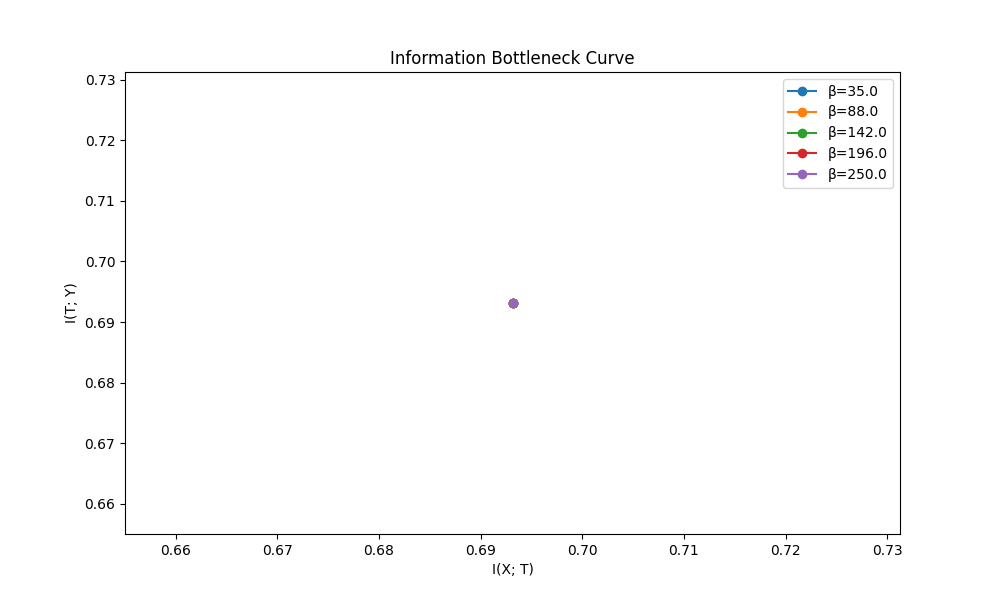 Information Bottleneck Curve
0.73
0.72
0.71
0.70
0.69
0.68
0.67
0.66
I(T; Y)
β=35.0
β=88.0
β=142.0
β=196.0
β=250.0
0.66 0.67 0.68 0.69 0.70 0.71 0.72 0.73
I(X; T)